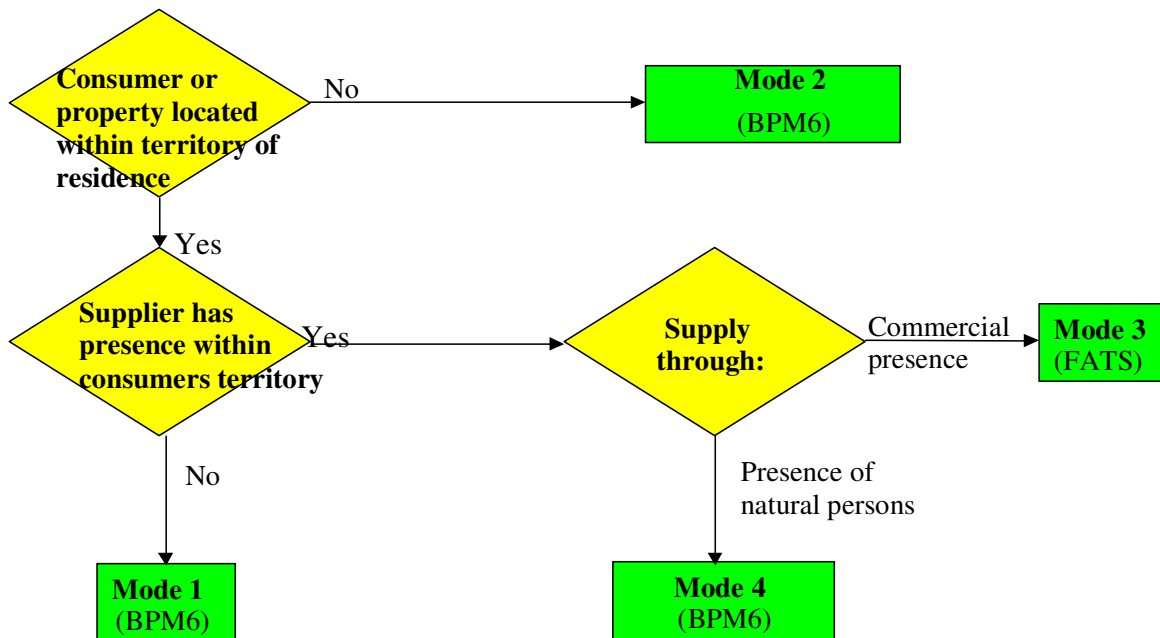 Consumer or
property located
within territory of
residence
No
Mode 2
(BPM6)
Yes
Supplier has
presence within
consumers territory
Yes
Supply
through:
Commercial
presence
Mode 3
(FATS)
No
Presence of
natural persons
Mode 1
(BPM6)
Mode 4
(BPM6)